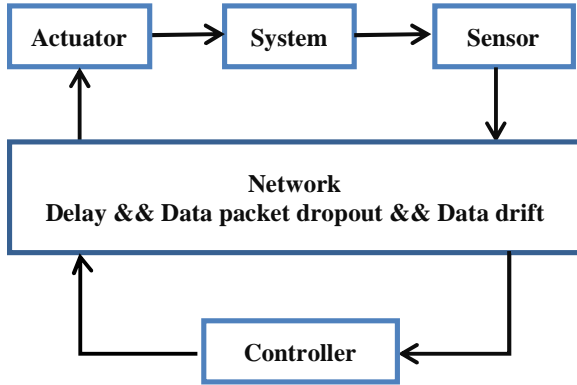 Actuator
System
Sensor
Network
Delay && Data packet dropout && Data drift
Controller